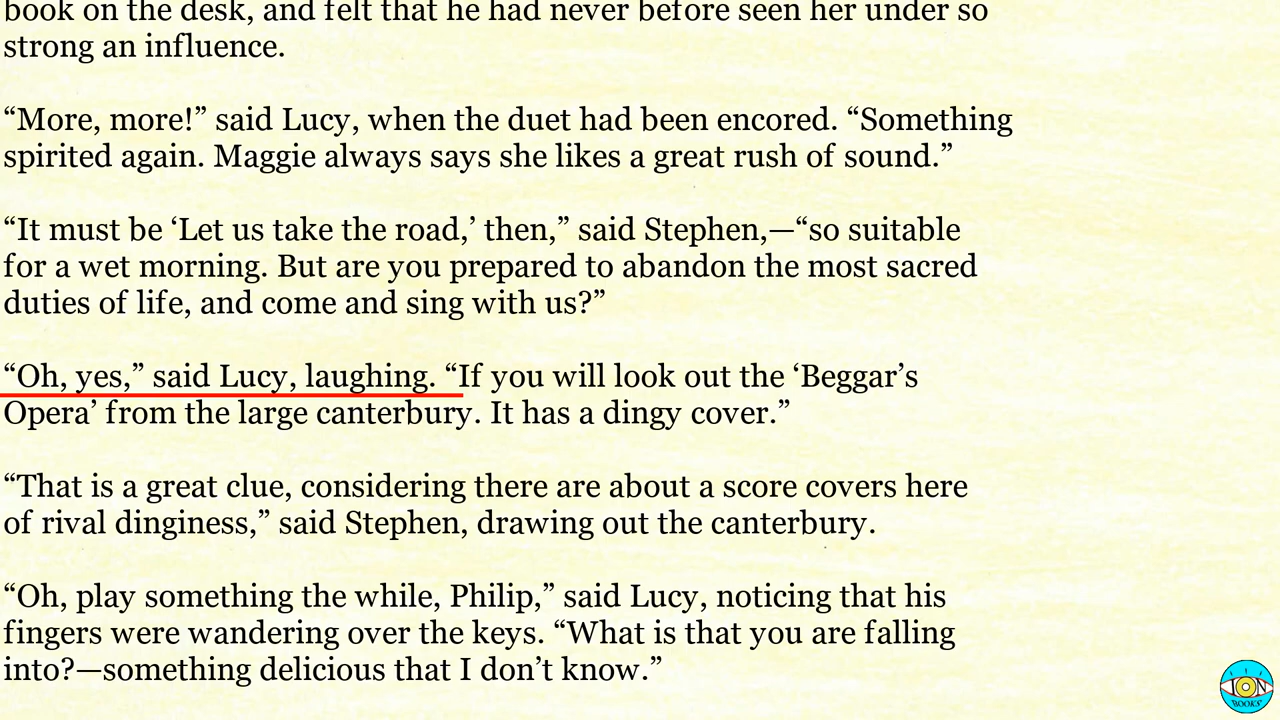 book on the desk, and felt that he had never before seen her under so
strong an influence.
“More, more!” said Lucy, when the duet had been encored. “Something
spirited again. Maggie always says she likes a great rush of sound.”
“It must be ‘Let us take the road,’ then,” said Stephen,—“so suitable
for a wet morning. But are you prepared to abandon the most sacred
duties of life, and come and sing with us?”
“Oh, yes,” said Lucy, laughing. “If you will look out the ‘Beggar’s
Opera’ from the large canterbury. It has a dingy cover.”
“That is a great clue, considering there are about a score covers here
of rival dinginess,” said Stephen, drawing out the canterbury.
“Oh, play something the while, Philip,” said Lucy, noticing that his
fingers were wandering over the keys. “What is that you are falling
into?—something delicious that I don’t know.”
ION
BOOKS